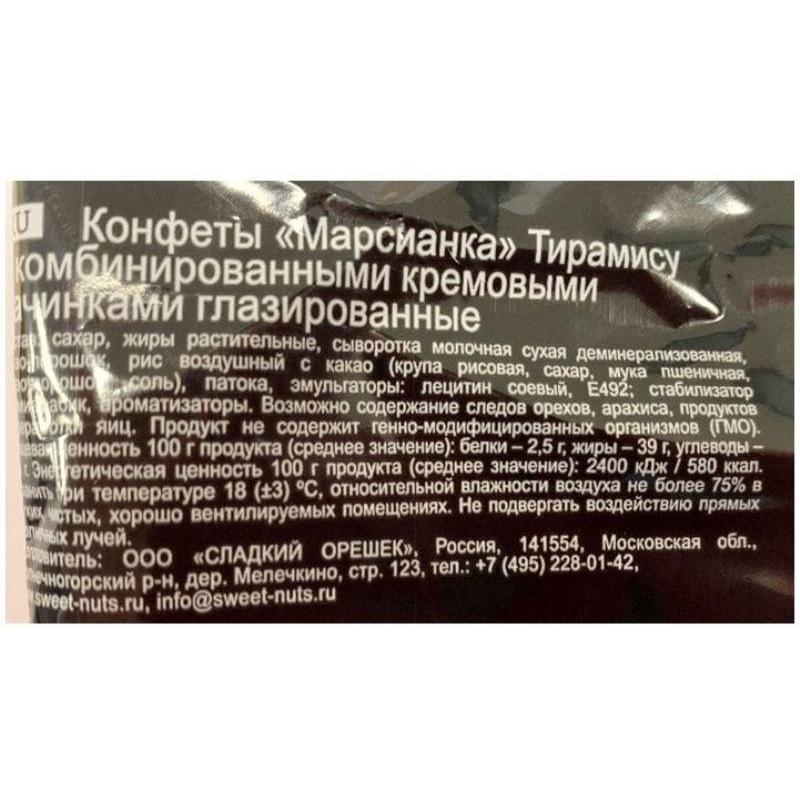 Конфеты «Марсианка» Тирамису
комбинированными кремовыми
начинками глазированные
сахар, жиры растительные, сыворотка молочная сухая деминерализованная,
рис воздушный с какао (крупа рисовая, сахар, мука пшеничная,
соль), патока, эмульгаторы: лецитин соевый, Е492; стабилизатор
ароматизаторы. Возможно содержание следов орехов, арахиса, продуктов
яиц. Продукт не содержит генно-модифицированных организмов (ГМО).
ценность 100 г продукта (среднее значение): белки – 2,5 г, жиры – 39 г, углеводы –
г. Энергетическая ценность 100 г продукта (среднее значение): 2400 кДж / 580 ккал.
при температуре 18 (±3) ºС, относительной влажности воздуха не более 75% в
чистых, хорошо вентилируемых помещениях. Не подвергать воздействию прямых
лучей.
ООО «СЛАДКИЙ ОРЕШЕК», Россия, 141554, Московская обл.,
р-н, дер. Мелечкино, стр. 123, тел.: +7 (495) 228-01-42,
sweet-nuts.ru, info@sweet-nuts.ru